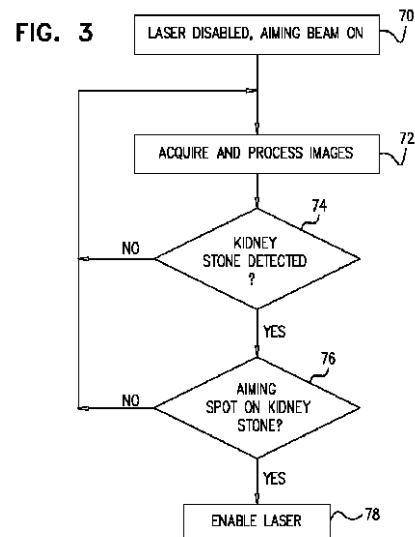 FIG. 3
LASER DISABLED, AIMING BEAM ON
70
ACQUIRE AND PROCESS IMAGES
72
74
KIDNEY
STONE DETECTED
?
NO
YES
76
AIMING
SPOT ON KIDNEY
STONE?
NO
YES
ENABLE LASER
78